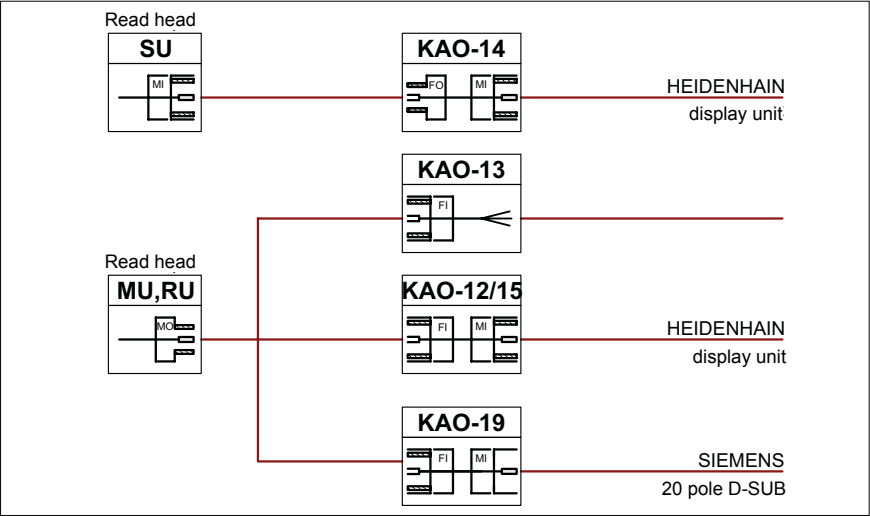 Read head
SU
MI
KAO-14
FO
MI
HEIDENHAIN
display unit
KAO-13
FI
Read head
MU,RU
MO
KAO-12/15
FI
MI
HEIDENHAIN
display unit
KAO-19
FI
MI
SIEMENS
20 pole D-SUB